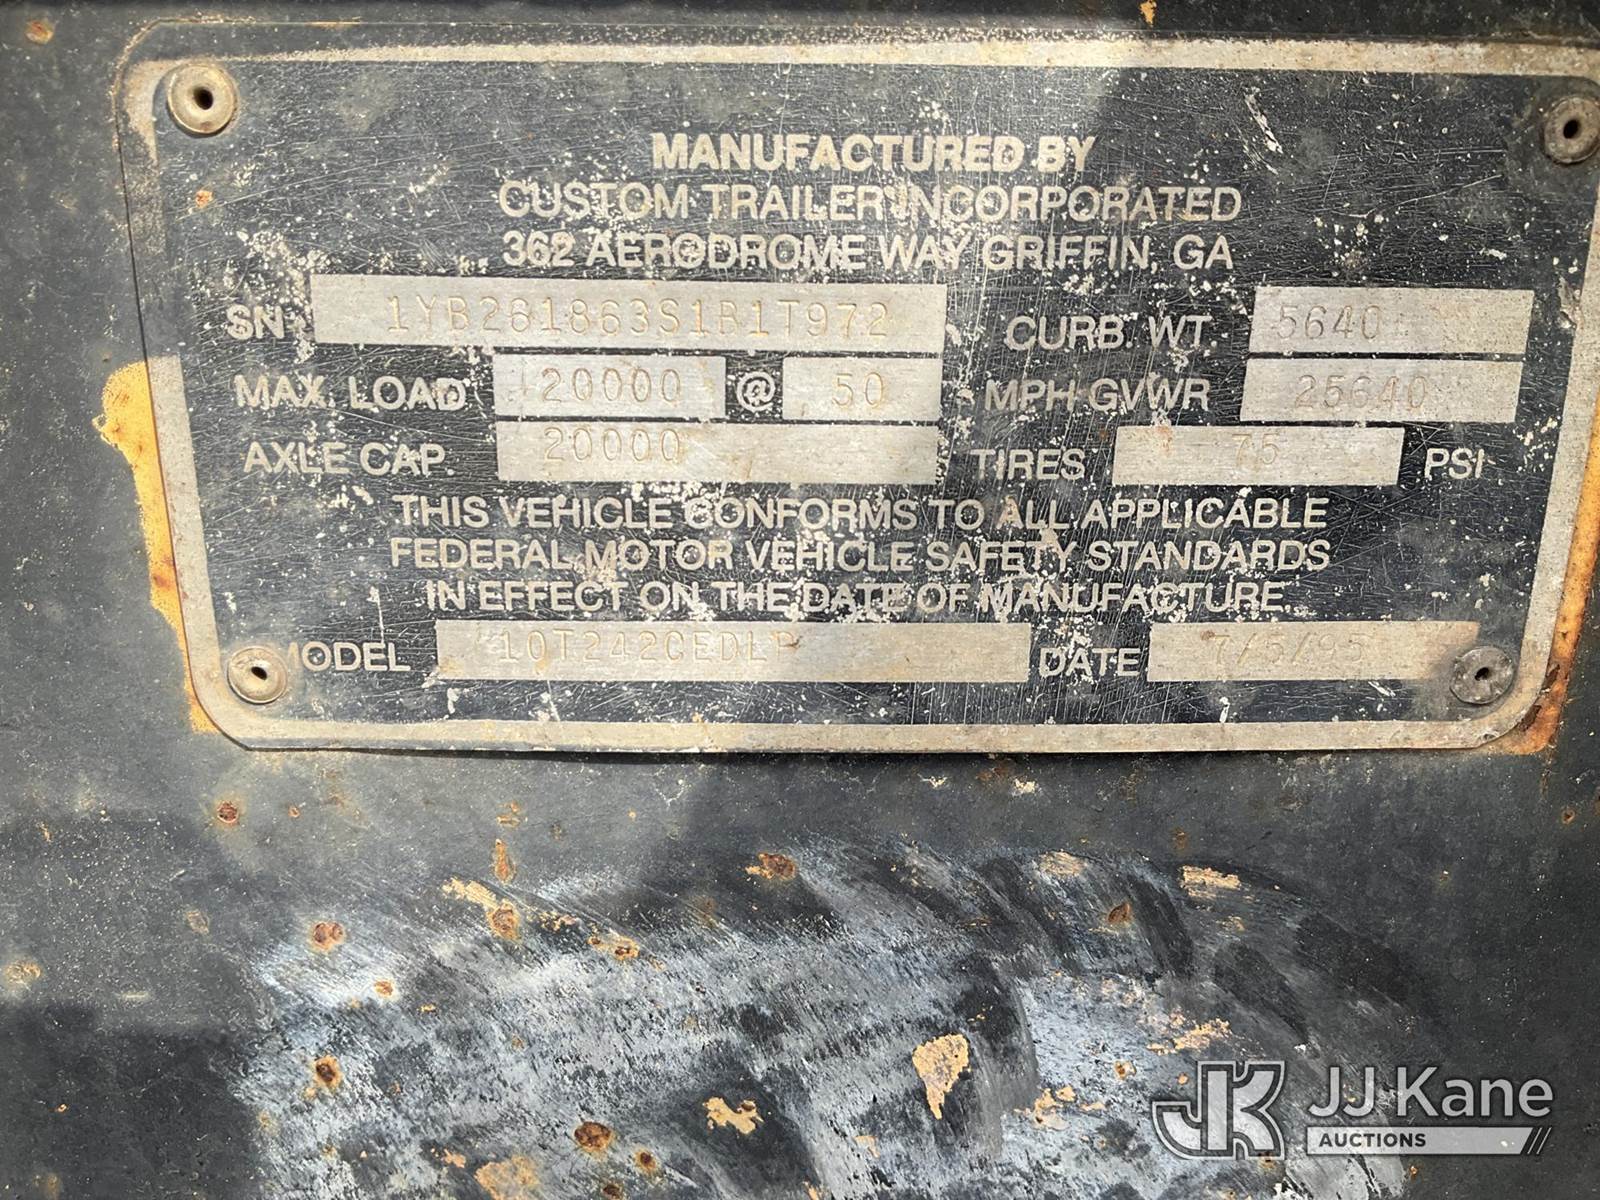 MANUFACTURED BY
CUSTOM TRAILER INCORPORATED
362 AERODROME WAY GRIFFIN, GA
SN 1YB261863S1B1T972 CURB. WT. 5640
MAX. LOAD 20000 @ 50 MPH GVWR 25640
AXLE CAP. 20000 TIRES 75 PSI
THIS VEHICLE CONFORMS TO ALL APPLICABLE
FEDERAL MOTOR VEHICLE SAFETY STANDARDS
IN EFFECT ON THE DATE OF MANUFACTURE.
MODEL DATE 7/5/95
JK JJ Kane
AUCTIONS